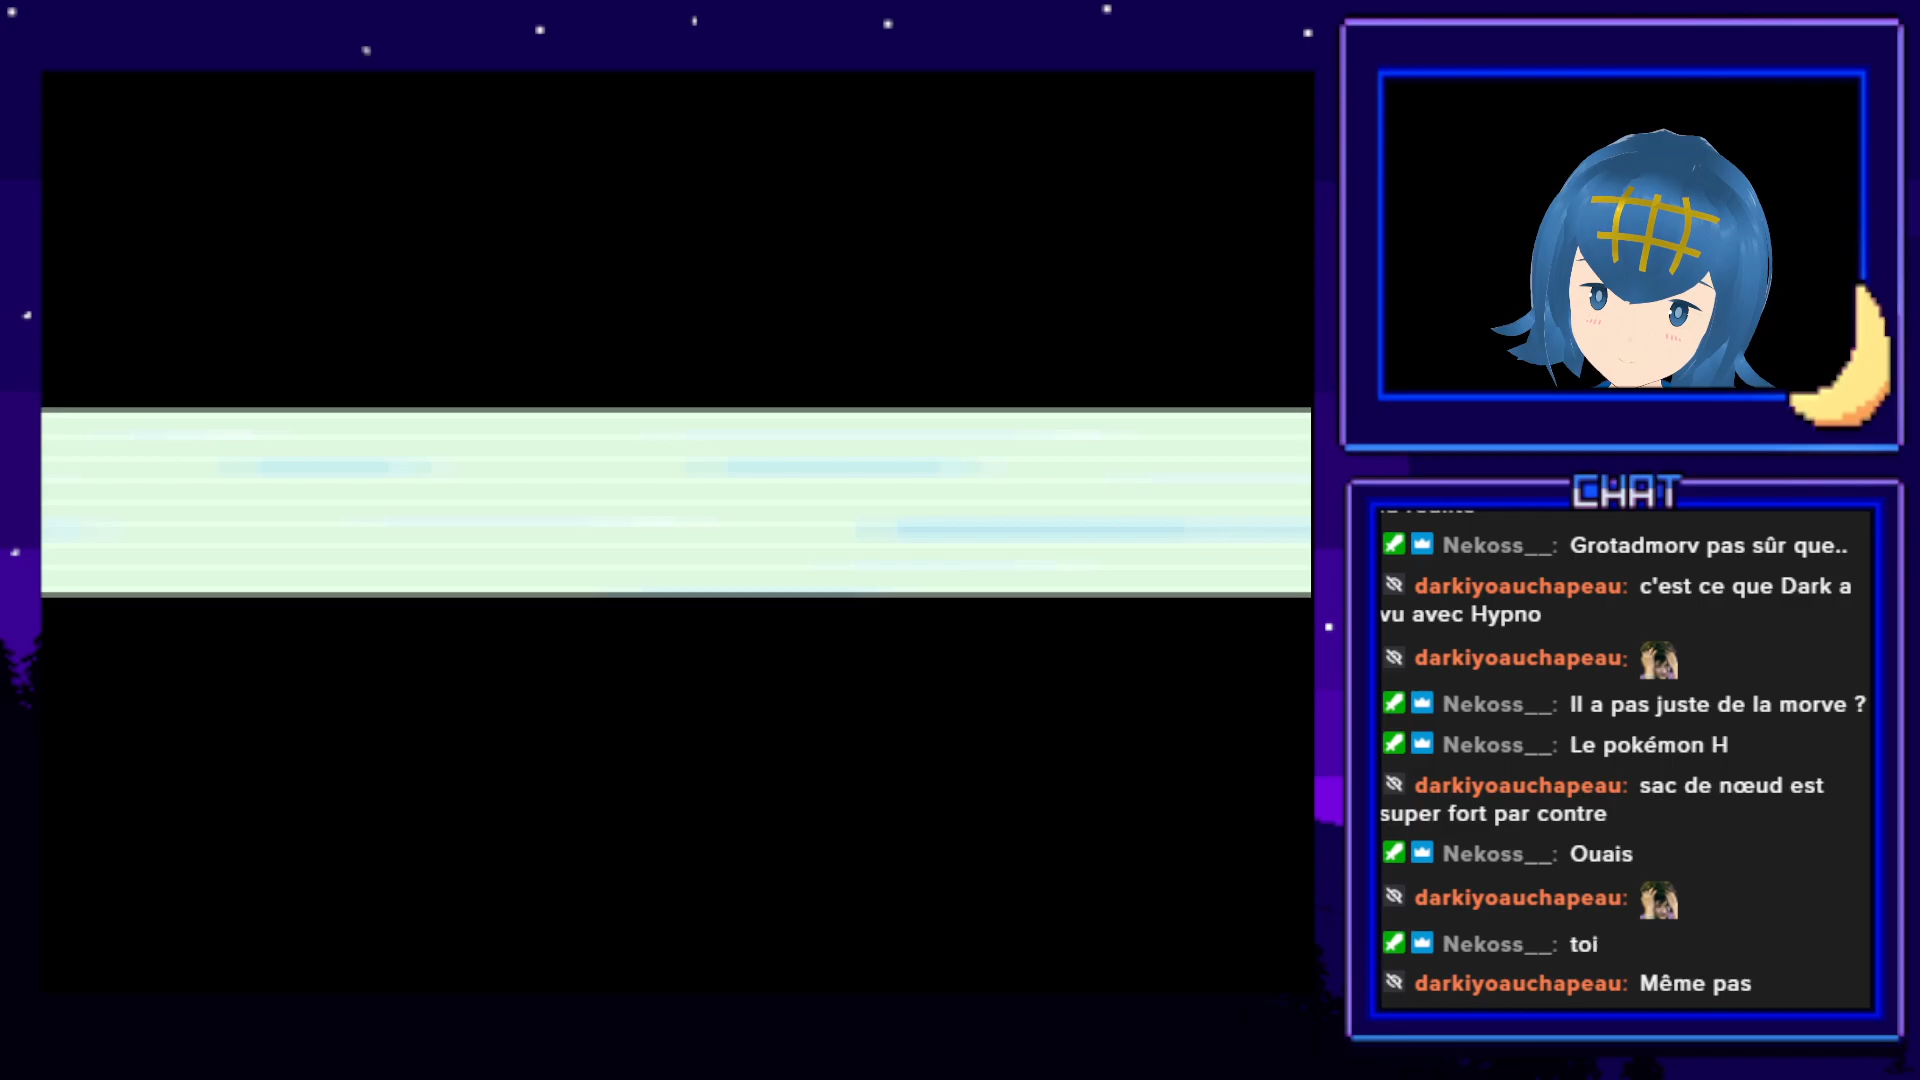 CHAT
Nekoss__: Grotadmorv pas sûr que..
darkiyoauchapeau: c'est ce que Dark a
vu avec Hypno
darkiyoauchapeau:
Nekoss__: Il a pas juste de la morve ?
Nekoss__: Le pokémon H
darkiyoauchapeau: sac de nœud est
super fort par contre
Nekoss__: Ouais
darkiyoauchapeau:
Nekoss__: toi
darkiyoauchapeau: Même pas